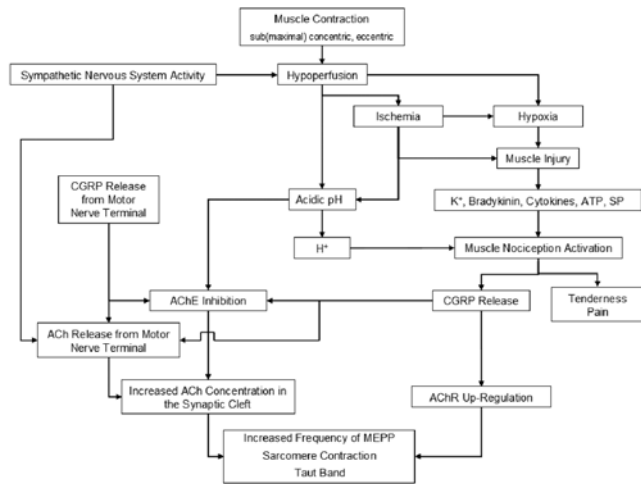 Muscle Contraction
sub(maximal) concentric, eccentric
Sympathetic Nervous System Activity
Hypoperfusion
Ischemia
Hypoxia
Muscle Injury
CGRP Release
from Motor
Nerve Terminal
Acidic pH
K⁺, Bradykinin, Cytokines, ATP, SP
H⁺
Muscle Nociception Activation
AChE Inhibition
CGRP Release
Tenderness
Pain
ACh Release from Motor
Nerve Terminal
Increased ACh Concentration in
the Synaptic Cleft
AChR Up-Regulation
Increased Frequency of MEPP
Sarcomere Contraction
Taut Band